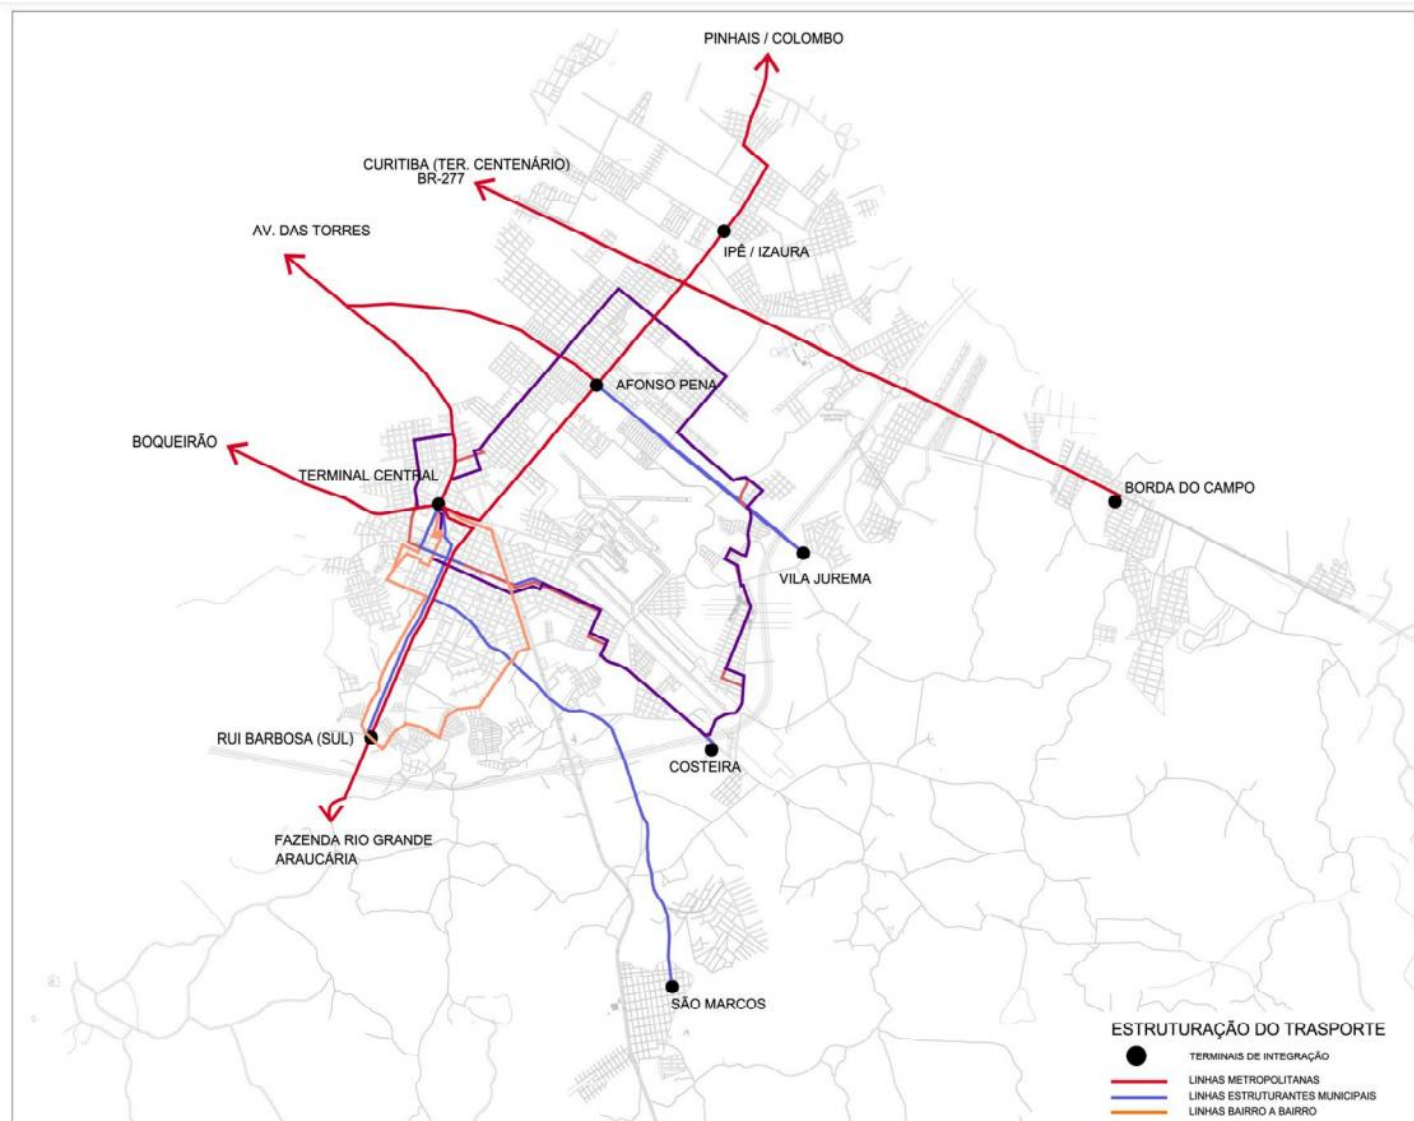 PINHAIS / COLOMBO
CURITIBA (TER. CENTENÁRIO)
BR-277
AV. DAS TORRES
IPÊ / IZAURA
AFONSO PENA
BOQUEIRÃO
TERMINAL CENTRAL
BORDA DO CAMPO
VILA JUREMA
RUI BARBOSA (SUL)
COSTEIRA
FAZENDA RIO GRANDE
ARAUCÁRIA
SÃO MARCOS
ESTRUTURAÇÃO DO TRASPORTE
TERMINAIS DE INTEGRAÇÃO
LINHAS METROPOLITANAS
LINHAS ESTRUTURANTES MUNICIPAIS
LINHAS BAIRRO A BAIRRO